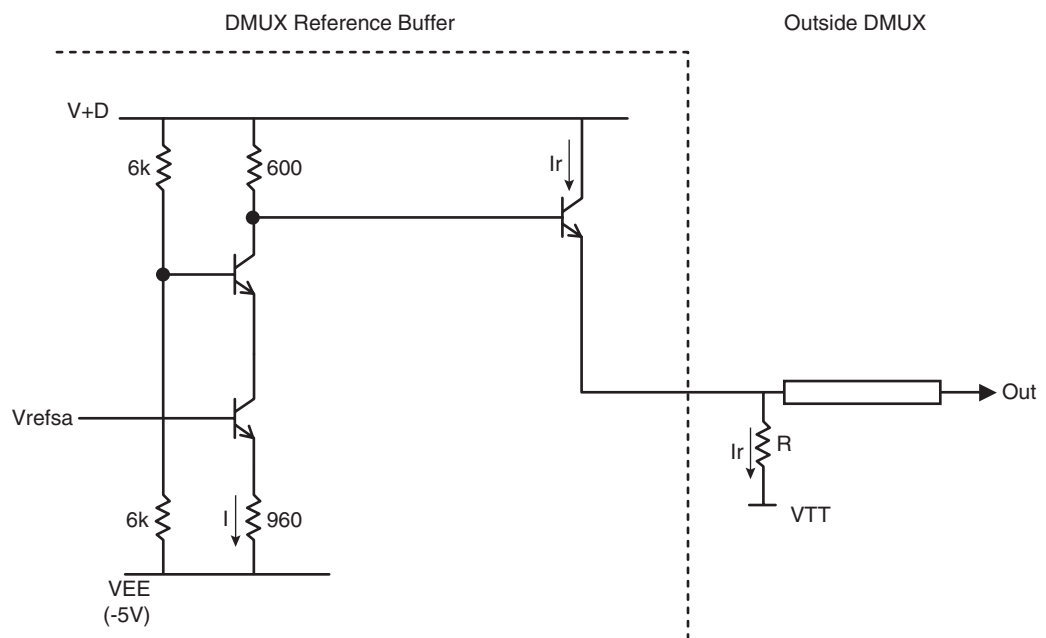 DMUX Reference Buffer
Outside DMUX
V+D
6k
600
Ir
Vrefsa
Out
Ir
R
6k
I
960
VTT
VEE
(-5V)